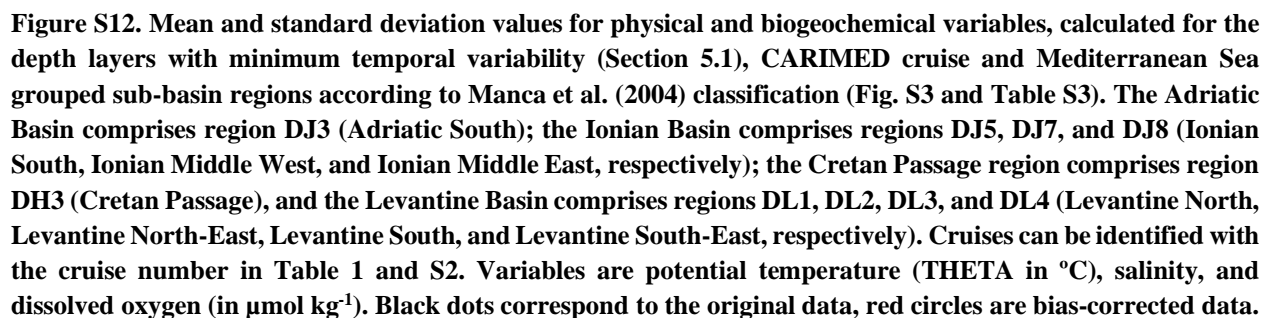 Figure S12. Mean and standard deviation values for physical and biogeochemical variables, calculated for the
depth layers with minimum temporal variability (Section 5.1), CARIMED cruise and Mediterranean Sea
grouped sub-basin regions according to Manca et al. (2004) classification (Fig. S3 and Table S3). The Adriatic
Basin comprises region DJ3 (Adriatic South); the Ionian Basin comprises regions DJ5, DJ7, and DJ8 (Ionian
South, Ionian Middle West, and Ionian Middle East, respectively); the Cretan Passage region comprises region
DH3 (Cretan Passage), and the Levantine Basin comprises regions DL1, DL2, DL3, and DL4 (Levantine North,
Levantine North-East, Levantine South, and Levantine South-East, respectively). Cruises can be identified with
the cruise number in Table 1 and S2. Variables are potential temperature (THETA in ºC), salinity, and
dissolved oxygen (in µmol kg⁻¹). Black dots correspond to the original data, red circles are bias-corrected data.